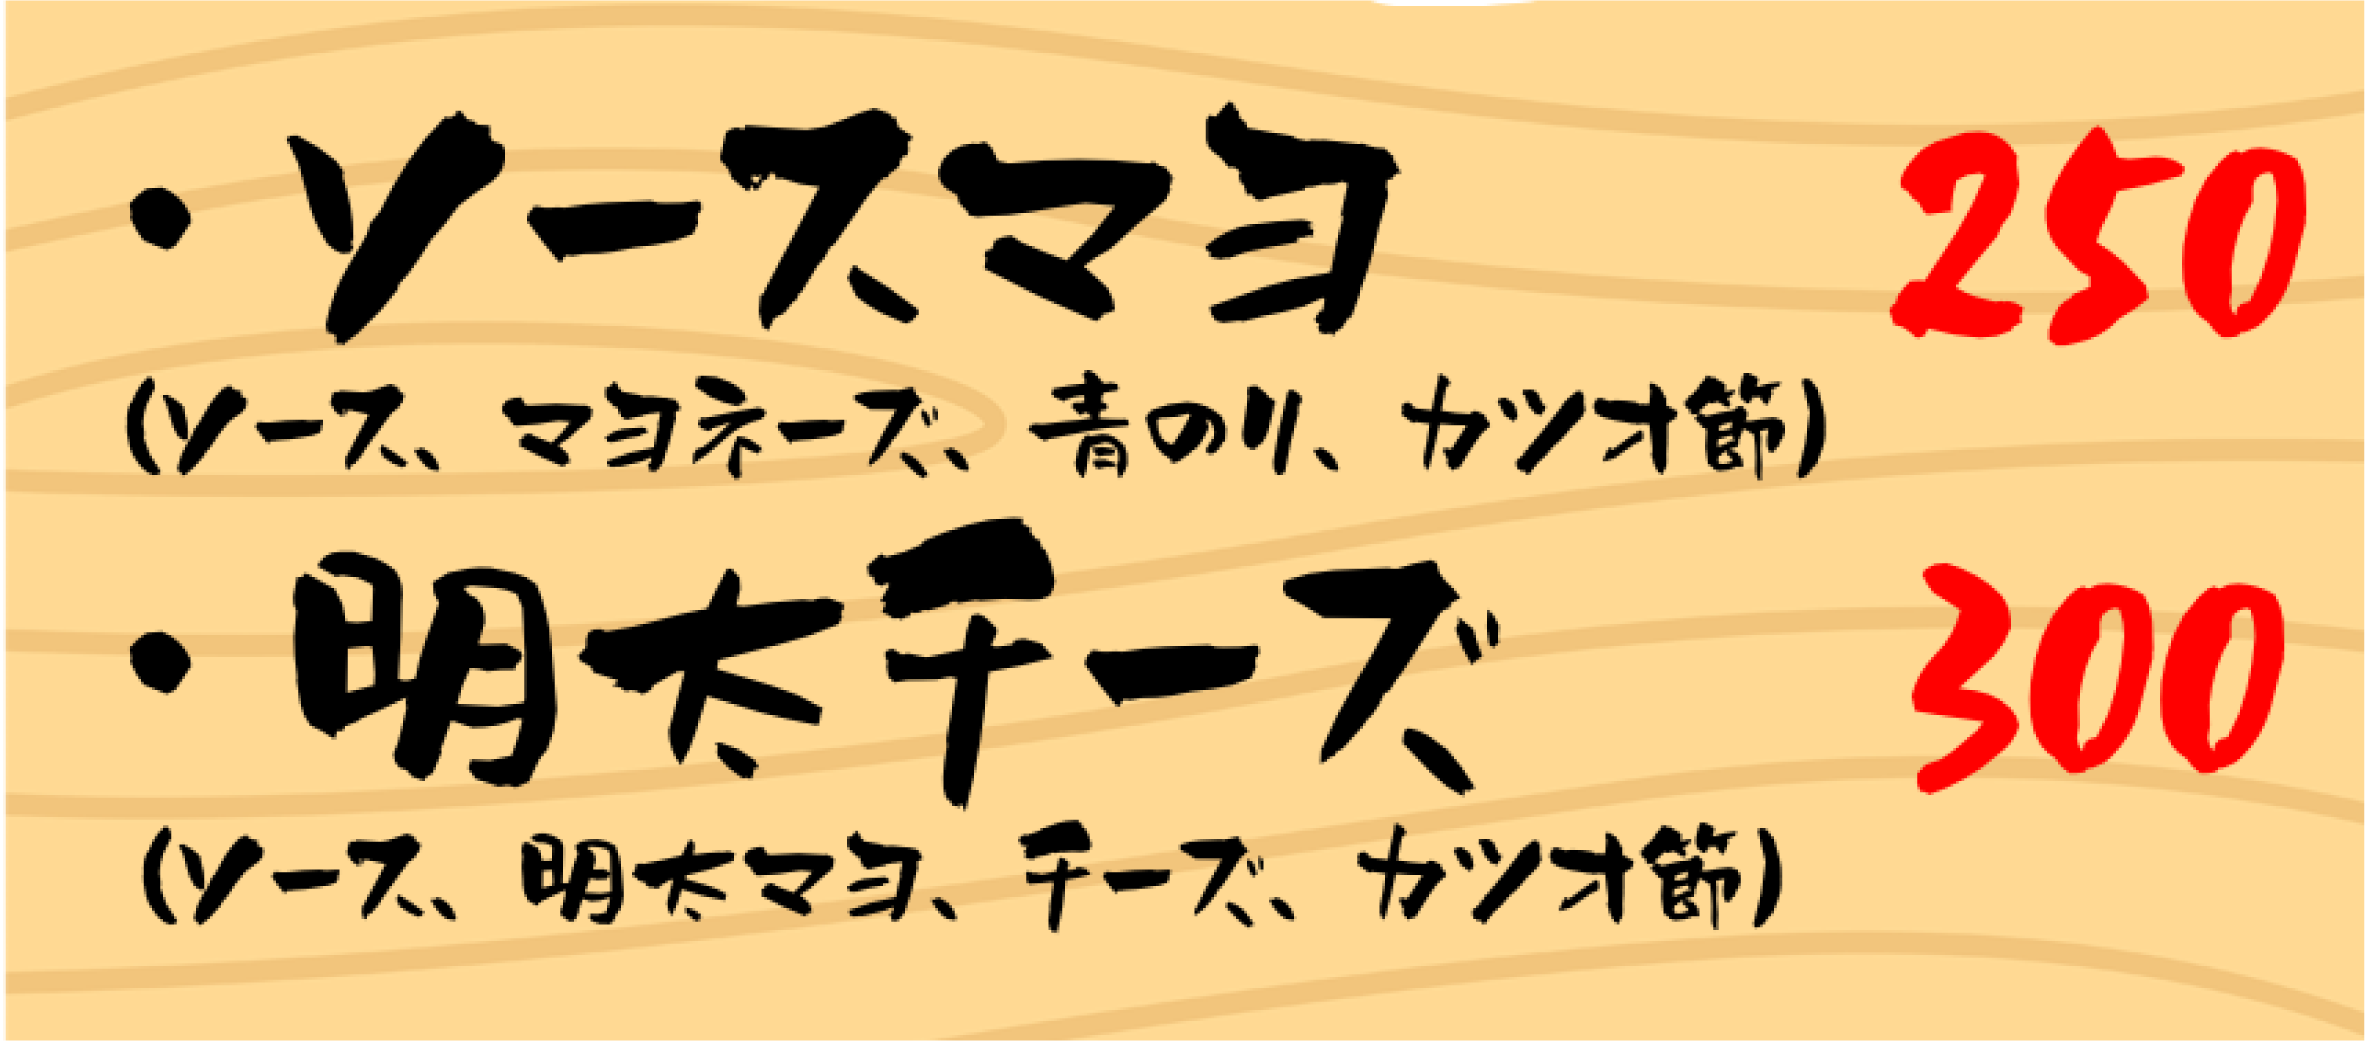 ・ソースマヨ 250
(ソース、マヨネーズ、青のり、カツオ節)
・明太チーズ 300
(ソース、明太マヨ、チーズ、カツオ節)